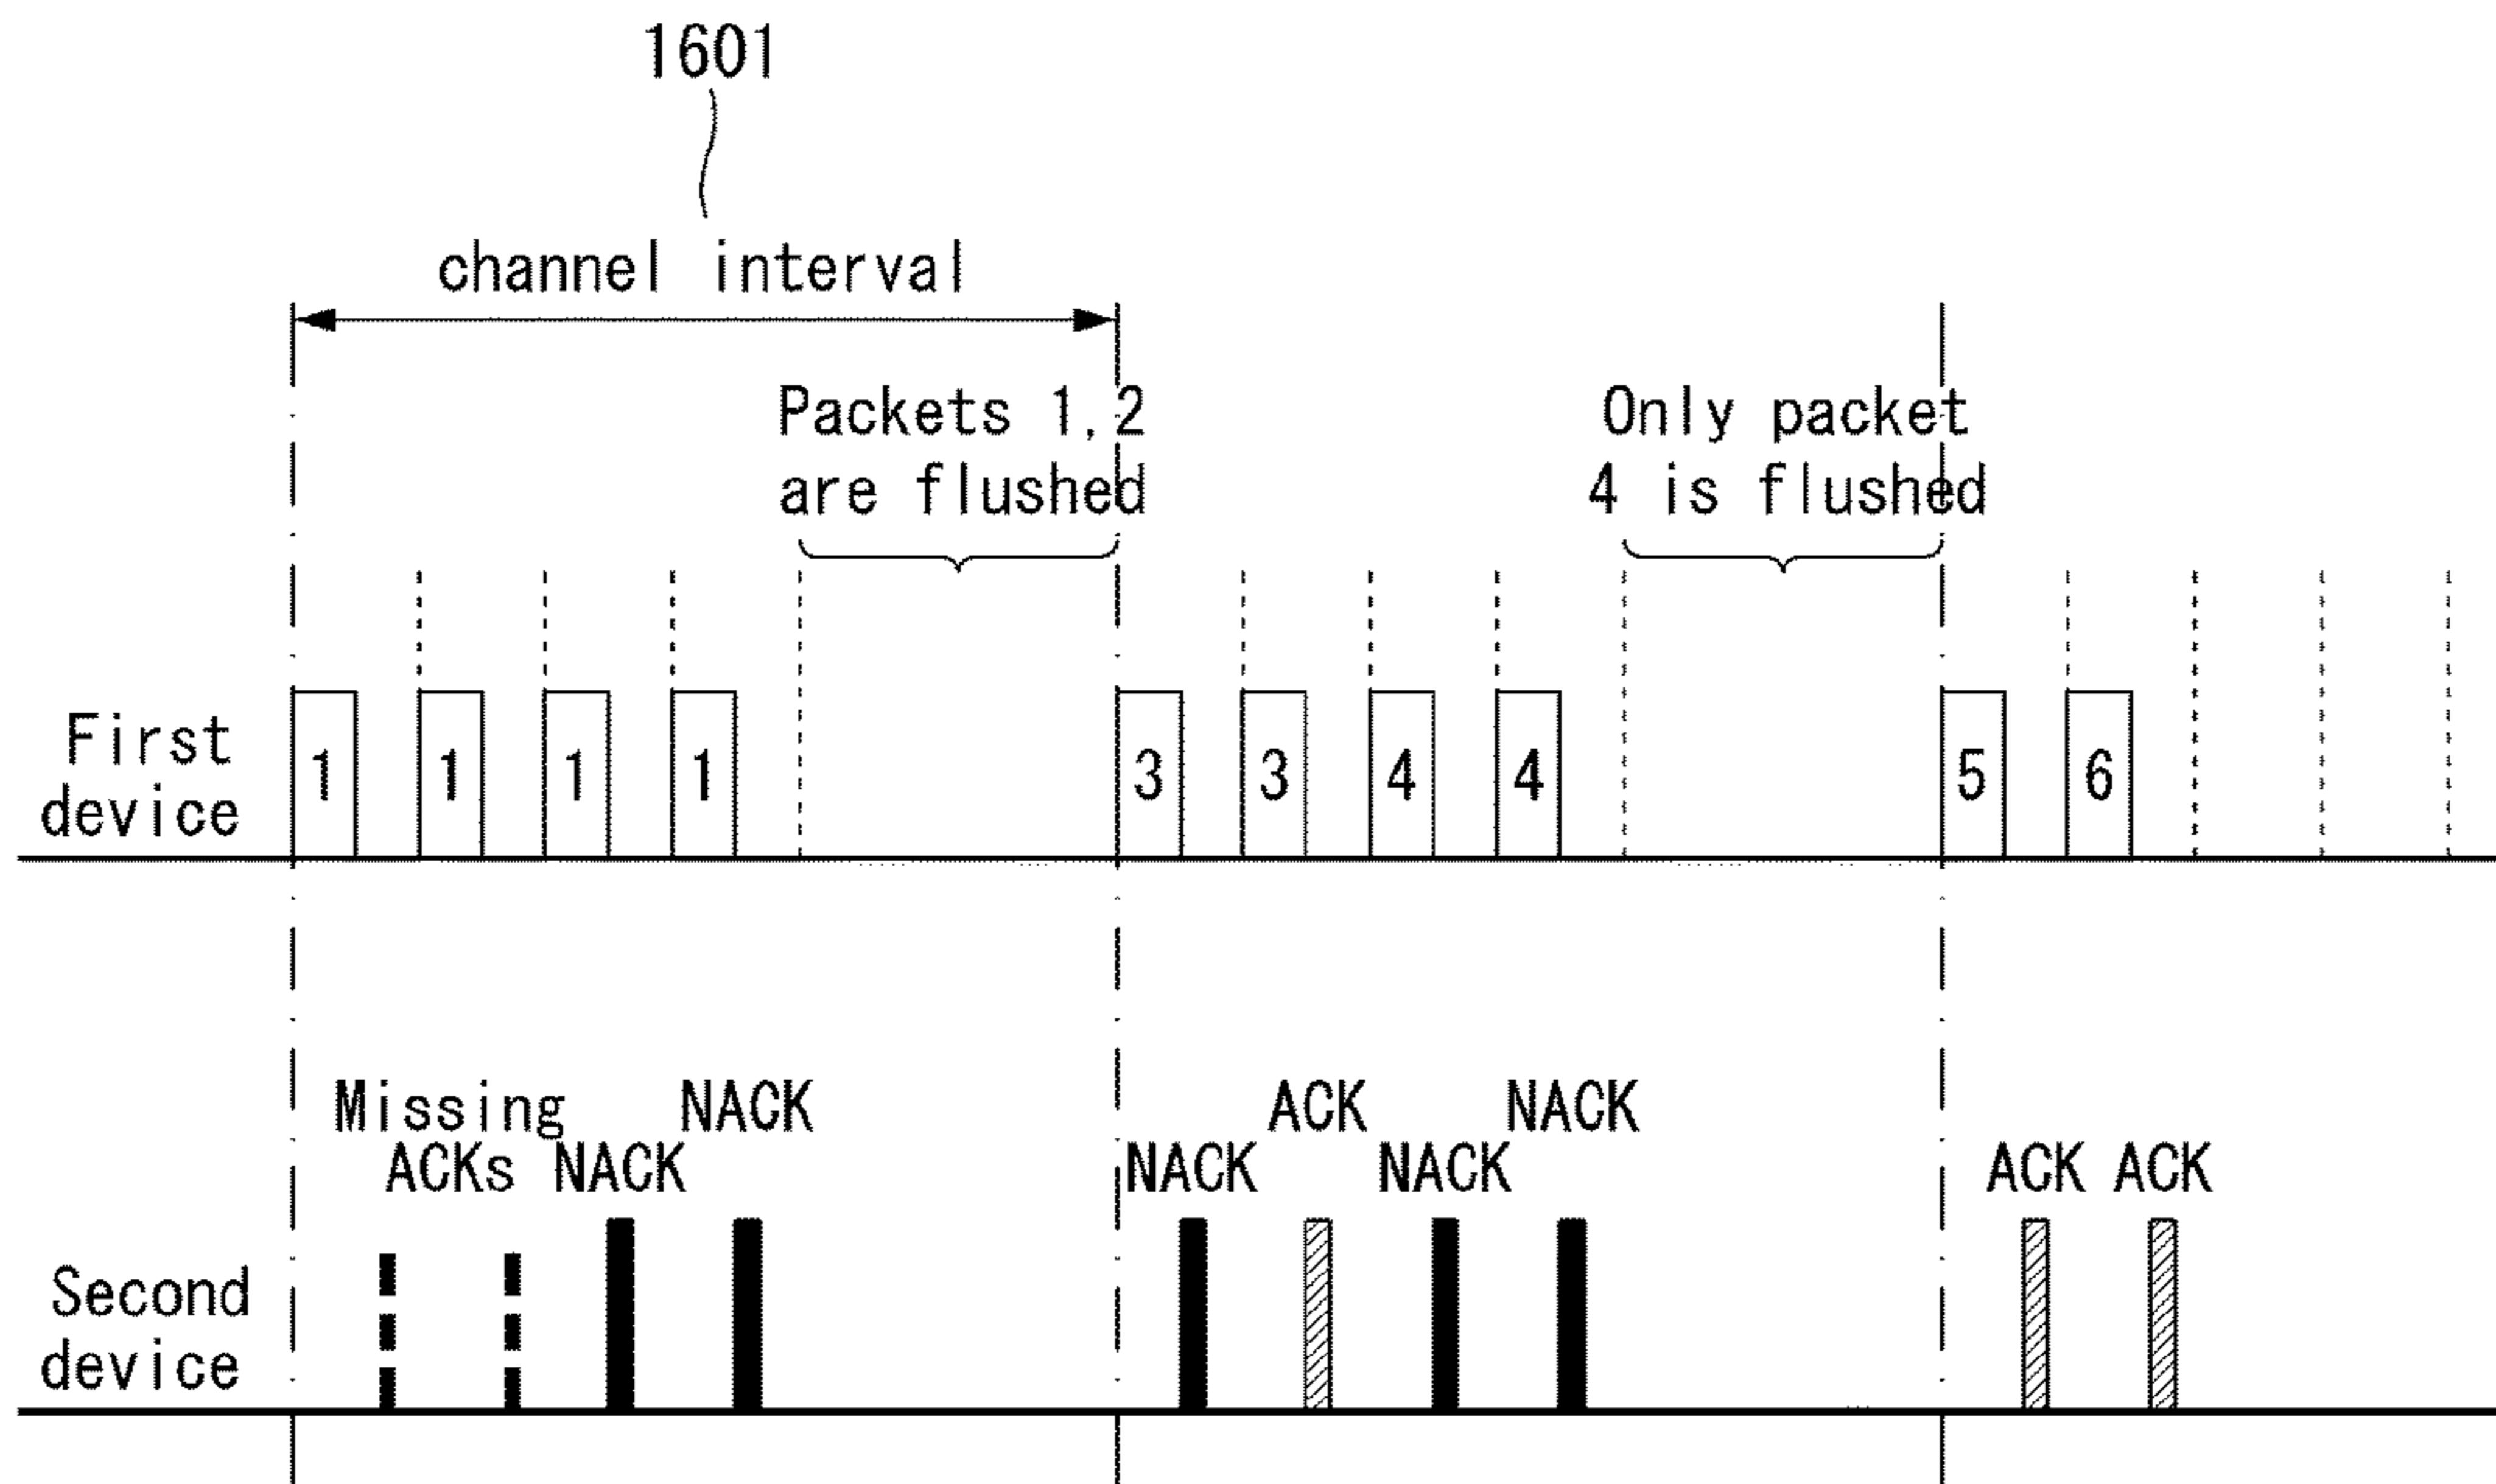 1601
channel interval
Packets 1,2
are flushed
Only packet
4 is flushed
First
device
1 1 1 1 3 3 4 4 5 6
Missing
ACKs
NACK
NACK
NACK
ACK
NACK
NACK
ACK
ACK
Second
device